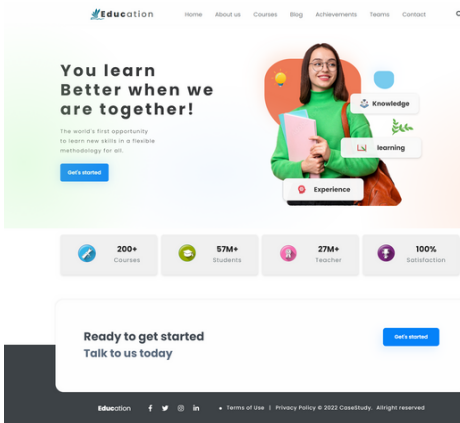 Education
Home About us Courses Blog Achievements Teams Contact
You learn
Better when we
are together!
The world's first opportunity
to learn new skills in a flexible
methodology for all.
Get's started
Knowledge
learning
Experience
200+
Courses
57M+
Students
27M+
Teacher
100%
Satisfaction
Ready to get started
Talk to us today
Get's started
Education
Terms of Use | Privacy Policy © 2022 CaseStudy. Allright reserved